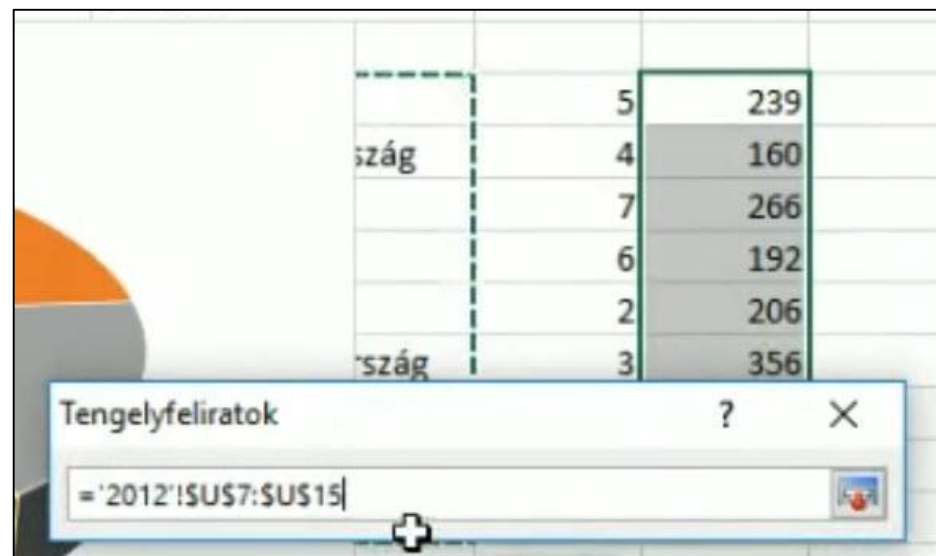 5 239
szág 4 160
7 266
6 192
2 206
rszág 3 356
Tengelyfeliratok ?
='2012'!$U$7:$U$15